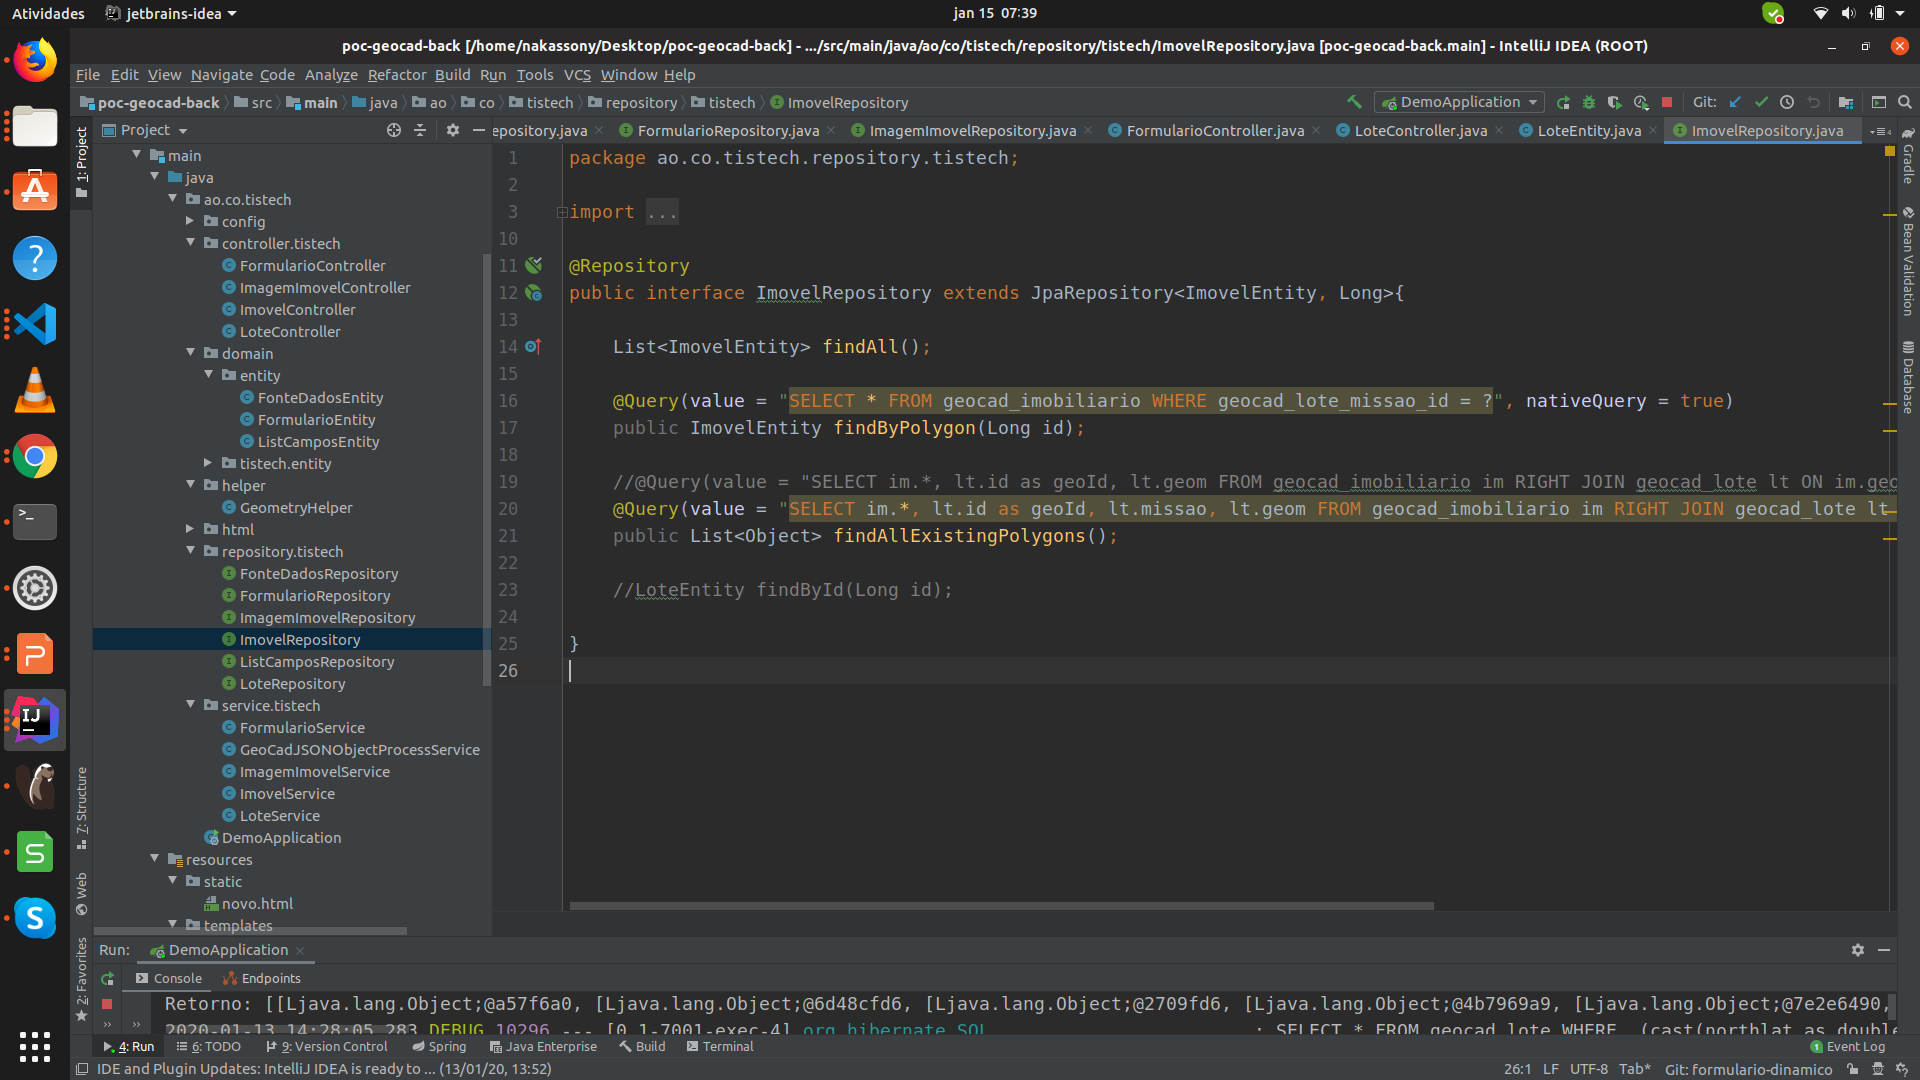 Atividades jetbrains-idea jan 15 07:39
poc-geocad-back [/home/nakassony/Desktop/poc-geocad-back] - .../src/main/java/ao/co/tistech/repository/tistech/ImovelRepository.java [poc-geocad-back.main] - IntelliJ IDEA (ROOT)
File Edit View Navigate Code Analyze Refactor Build Run Tools VCS Window Help
poc-geocad-back src main java ao co tistech repository tistech ImovelRepository DemoApplication Git:
Project epository.java FormularioRepository.java ImagemImovelRepository.java FormularioController.java LoteController.java LoteEntity.java ImovelRepository.java
1: Project
7: Structure
Web
2: Favorites
main
java
ao.co.tistech
config
controller.tistech
FormularioController
ImagemImovelController
ImovelController
LoteController
domain
entity
FonteDadosEntity
FormularioEntity
ListCamposEntity
tistech.entity
helper
GeometryHelper
html
repository.tistech
FonteDadosRepository
FormularioRepository
ImagemImovelRepository
ImovelRepository
ListCamposRepository
LoteRepository
service.tistech
FormularioService
GeoCadJSONObjectProcessService
ImagemImovelService
ImovelService
LoteService
DemoApplication
resources
static
novo.html
templates
1 package ao.co.tistech.repository.tistech;
2
3 import ...
10
11 @Repository
12 public interface ImovelRepository extends JpaRepository<ImovelEntity, Long>{
13
14 List<ImovelEntity> findAll();
15
16 @Query(value = "SELECT * FROM geocad_imobiliario WHERE geocad_lote_missao_id = ?", nativeQuery = true)
17 public ImovelEntity findByPolygon(Long id);
18
19 //@Query(value = "SELECT im.*, lt.id as geoId, lt.geom FROM geocad_imobiliario im RIGHT JOIN geocad_lote lt ON im.geo
20 @Query(value = "SELECT im.*, lt.id as geoId, lt.missao, lt.geom FROM geocad_imobiliario im RIGHT JOIN geocad_lote lt
21 public List<Object> findAllExistingPolygons();
22
23 //LoteEntity findById(Long id);
24
25 }
26
Gradle
Bean Validation
Database
Run: DemoApplication
Console Endpoints
Retorno: [[Ljava.lang.Object;@a57f6a0, [Ljava.lang.Object;@6d48cfd6, [Ljava.lang.Object;@2709fd6, [Ljava.lang.Object;@4b7969a9, [Ljava.lang.Object;@7e2e6490,
2020-01-13 14:28:05.283 DEBUG 10296 --- [0.1-7001-exec-4] org.hibernate.SQL : SELECT * FROM geocad_lote WHERE (cast(northlat as double
4: Run 6: TODO 9: Version Control Spring Java Enterprise Build Terminal 1 Event Log
IDE and Plugin Updates: IntelliJ IDEA is ready to ... (13/01/20, 13:52) 26:1 LF UTF-8 Tab* Git: formulario-dinamico